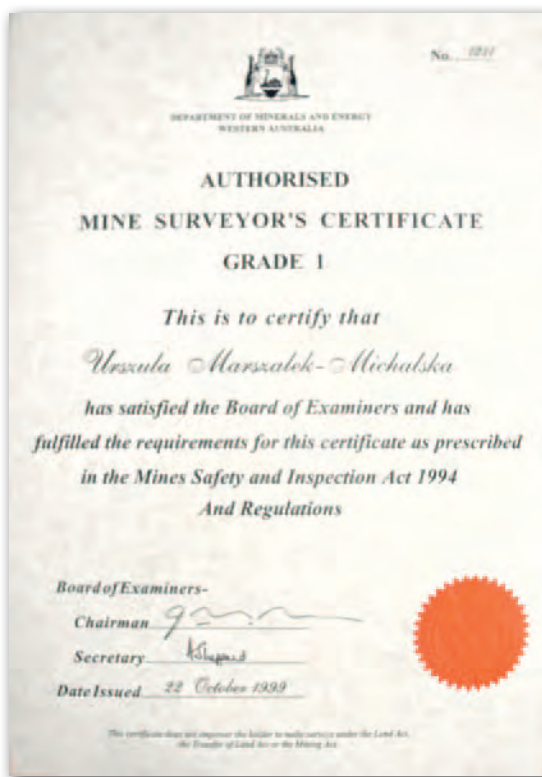 No.
DEPARTMENT OF MINERALS AND ENERGY
WESTERN AUSTRALIA
AUTHORISED
MINE SURVEYOR'S CERTIFICATE
GRADE 1
This is to certify that
Urszula Marszalek-Michalska
has satisfied the Board of Examiners and has
fulfilled the requirements for this certificate as prescribed
in the Mines Safety and Inspection Act 1994
And Regulations
Board of Examiners-
Chairman
Secretary
Date Issued 22 October 1999
This certificate does not empower the holder to make surveys under the Land Act,
the Transfer of Land Act or the Mining Act.